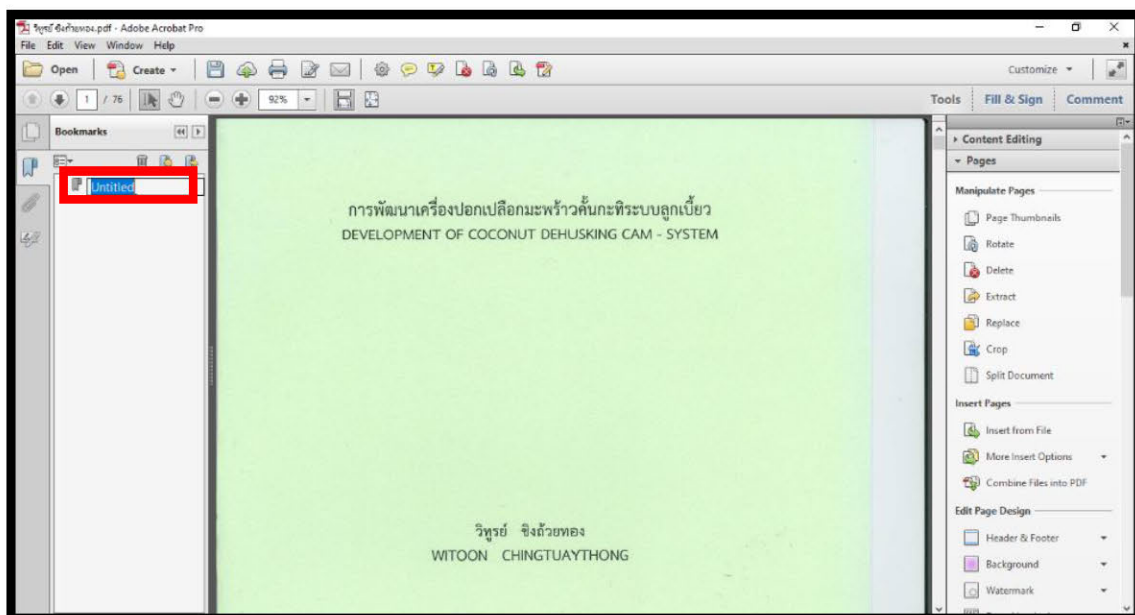 วิทูรย์ ชิงถ้วยทอง.pdf - Adobe Acrobat Pro
File Edit View Window Help
Open Create Customize
1 / 76 92% Tools Fill & Sign Comment
Bookmarks
Untitled
การพัฒนาเครื่องปอกเปลือกมะพร้าวคั้นกะทิระบบลูกเบี้ยว
DEVELOPMENT OF COCONUT DEHUSKING CAM - SYSTEM
วิทูรย์ ชิงถ้วยทอง
WITOON CHINGTUAYTHONG
Content Editing
Pages
Manipulate Pages
Page Thumbnails
Rotate
Delete
Extract
Replace
Crop
Split Document
Insert Pages
Insert from File
More Insert Options
Combine Files into PDF
Edit Page Design
Header & Footer
Background
Watermark